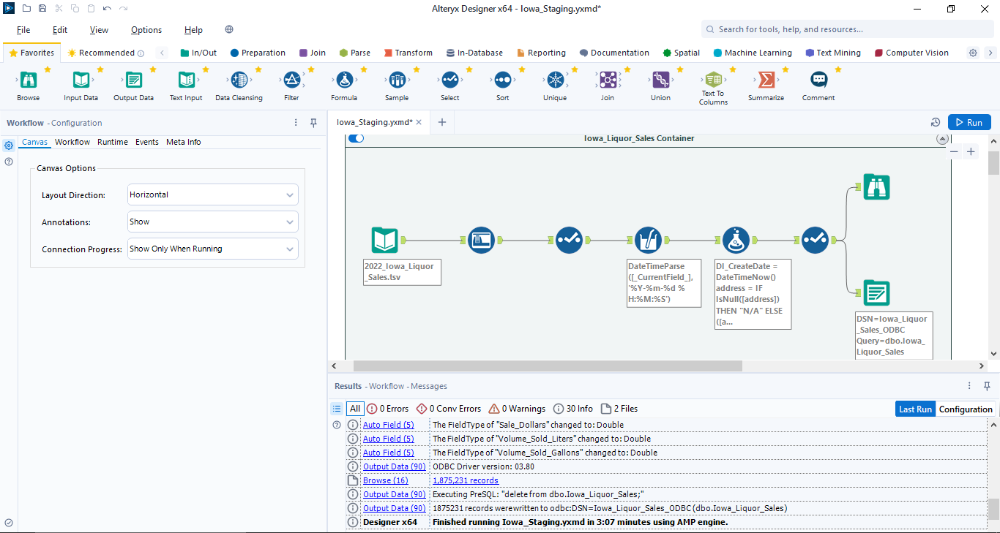 Alteryx Designer x64 - Iowa_Staging.yxmd*
File Edit View Options Help
Search for tools, help, and resources...
Favorites Recommended In/Out Preparation Join Parse Transform In-Database Reporting Documentation Spatial Machine Learning Text Mining Computer Vision
Browse Input Data Output Data Text Input Data Cleansing Filter Formula Sample Select Sort Unique Join Union Text To Columns Summarize Comment
Workflow - Configuration
Canvas Workflow Runtime Events Meta Info
Canvas Options
Layout Direction: Horizontal
Annotations: Show
Connection Progress: Show Only When Running
Iowa_Staging.yxmd*
Run
Iowa_Liquor_Sales Container
2022_Iowa_Liquor
_Sales.tsv
DateTimeParse
([_CurrentField_],
'%Y-%m-%d %
H:%M:%S')
DI_CreateDate =
DateTimeNow()
address = IF
IsNull([address])
THEN "N/A" ELSE
([a...
DSN=Iowa_Liquor
_Sales_ODBC
Query=dbo.Iowa_
Liquor_Sales
Results - Workflow - Messages
All 0 Errors 0 Conv Errors 0 Warnings 30 Info 2 Files
Last Run Configuration
Auto Field (5) The FieldType of "Sale_Dollars" changed to: Double
Auto Field (5) The FieldType of "Volume_Sold_Liters" changed to: Double
Auto Field (5) The FieldType of "Volume_Sold_Gallons" changed to: Double
Output Data (90) ODBC Driver version: 03.80
Browse (16) 1,875,231 records
Output Data (90) Executing PreSQL: "delete from dbo.Iowa_Liquor_Sales;"
Output Data (90) 1875231 records were written to odbc:DSN=Iowa_Liquor_Sales_ODBC (dbo.Iowa_Liquor_Sales)
Designer x64 Finished running Iowa_Staging.yxmd in 3:07 minutes using AMP engine.